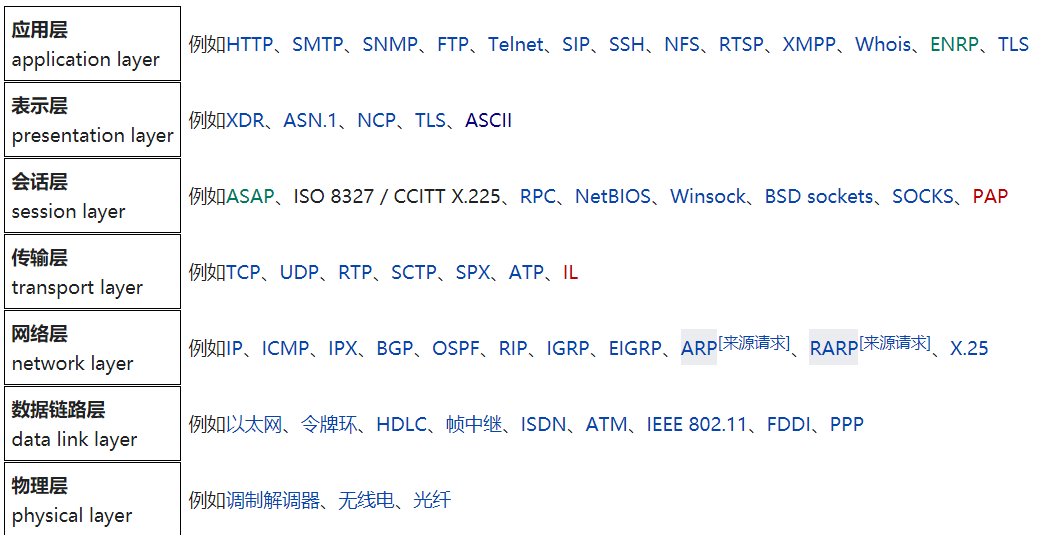 应用层
application layer
例如HTTP、SMTP、SNMP、FTP、Telnet、SIP、SSH、NFS、RTSP、XMPP、Whois、ENRP、TLS
表示层
presentation layer
例如XDR、ASN.1、NCP、TLS、ASCII
会话层
session layer
例如ASAP、ISO 8327 / CCITT X.225、RPC、NetBIOS、Winsock、BSD sockets、SOCKS、PAP
传输层
transport layer
例如TCP、UDP、RTP、SCTP、SPX、ATP、IL
网络层
network layer
例如IP、ICMP、IPX、BGP、OSPF、RIP、IGRP、EIGRP、ARP[来源请求]、RARP[来源请求]、X.25
数据链路层
data link layer
例如以太网、令牌环、HDLC、帧中继、ISDN、ATM、IEEE 802.11、FDDI、PPP
物理层
physical layer
例如调制解调器、无线电、光纤